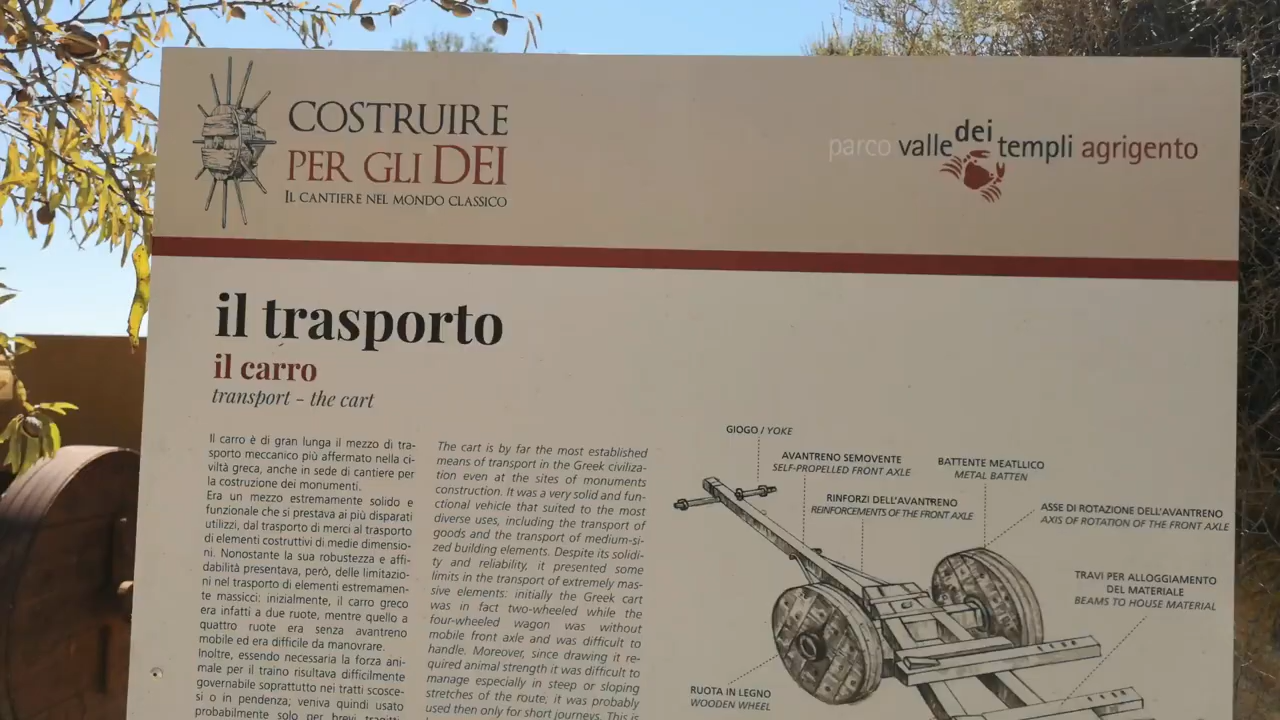 COSTRUIRE
PER GLI DEI
IL CANTIERE NEL MONDO CLASSICO
parco valle dei templi agrigento
il trasporto
il carro
transport - the cart
Il carro è di gran lunga il mezzo di tra-
sporto meccanico più affermato nella ci-
viltà greca, anche in sede di cantiere per
la costruzione dei monumenti.
Era un mezzo estremamente solido e
funzionale che si prestava ai più disparati
utilizzi, dal trasporto di merci al trasporto
di elementi costruttivi di medie dimensio-
ni. Nonostante la sua robustezza e affi-
dabilità presentava, però, delle limitazio-
ni nel trasporto di elementi estremamen-
te massicci: inizialmente, il carro greco
era infatti a due ruote, mentre quello a
quattro ruote era senza avantreno
mobile ed era difficile da manovrare.
Inoltre, essendo necessaria la forza ani-
male per il traino risultava difficilmente
governabile soprattutto nei tratti scosce-
si o in pendenza; veniva quindi usato
probabilmente solo per brevi tragitti
The cart is by far the most established
means of transport in the Greek civiliza-
tion even at the sites of monuments
construction. It was a very solid and fun-
ctional vehicle that suited to the most
diverse uses, including the transport of
goods and the transport of medium-si-
zed building elements. Despite its solidi-
ty and reliability, it presented some
limits in the transport of extremely mas-
sive elements: initially the Greek cart
was in fact two-wheeled while the
four-wheeled wagon was without
mobile front axle and was difficult to
handle. Moreover, since drawing it re-
quired animal strength it was difficult to
manage especially in steep or sloping
stretches of the route, it was probably
used then only for short journeys. This is
GIOGO / YOKE
AVANTRENO SEMOVENTE
SELF-PROPELLED FRONT AXLE
BATTENTE MEATLLICO
METAL BATTEN
RINFORZI DELL'AVANTRENO
REINFORCEMENTS OF THE FRONT AXLE
ASSE DI ROTAZIONE DELL'AVANTRENO
AXIS OF ROTATION OF THE FRONT AXLE
TRAVI PER ALLOGGIAMENTO
DEL MATERIALE
BEAMS TO HOUSE MATERIAL
RUOTA IN LEGNO
WOODEN WHEEL